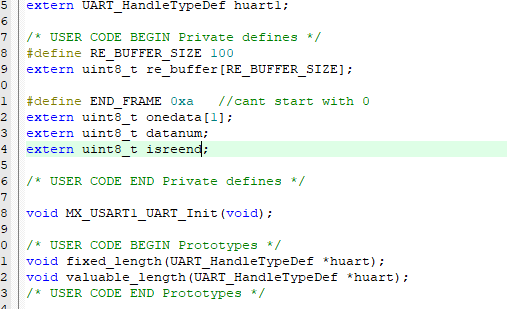 5 extern UART_HandleTypeDef huart1;
6
7 /* USER CODE BEGIN Private defines */
8 #define RE_BUFFER_SIZE 100
9 extern uint8_t re_buffer[RE_BUFFER_SIZE];
0
1 #define END_FRAME 0xa   //cant start with 0
2 extern uint8_t onedata[1];
3 extern uint8_t datanum;
4 extern uint8_t isreend;
5
6 /* USER CODE END Private defines */
7
8 void MX_USART1_UART_Init(void);
9
0 /* USER CODE BEGIN Prototypes */
1 void fixed_length(UART_HandleTypeDef *huart);
2 void valuable_length(UART_HandleTypeDef *huart);
3 /* USER CODE END Prototypes */